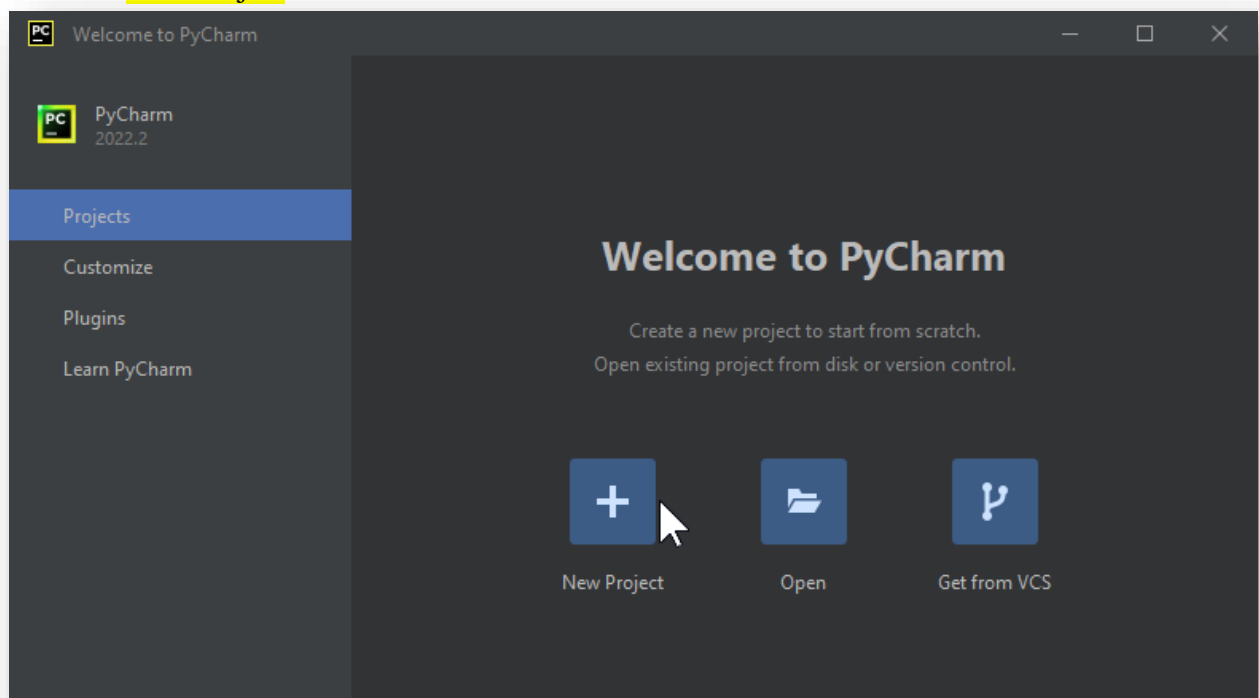 PC Welcome to PyCharm
PC PyCharm
2022.2
Projects
Customize
Plugins
Learn PyCharm
Welcome to PyCharm
Create a new project to start from scratch.
Open existing project from disk or version control.
New Project Open Get from VCS